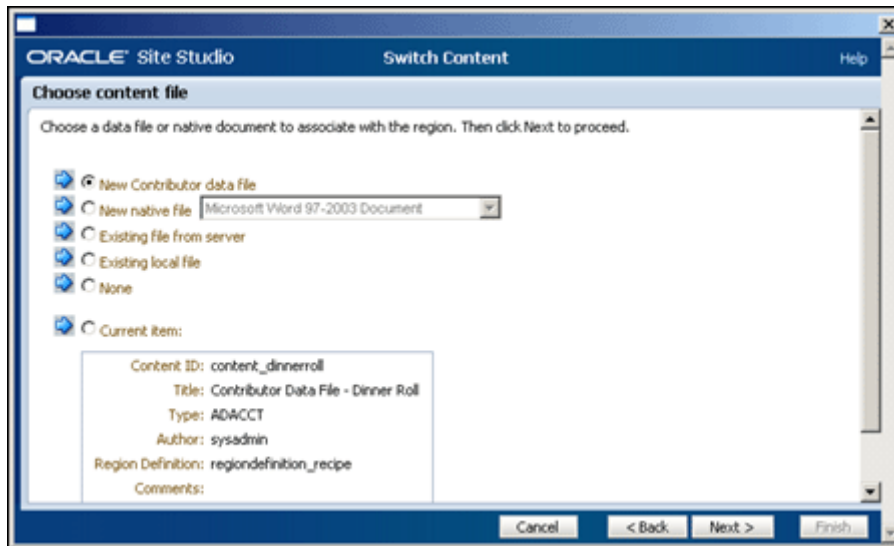 ORACLE Site Studio Switch Content Help
Choose content file
Choose a data file or native document to associate with the region. Then click Next to proceed.
New Contributor data file
New native file Microsoft Word 97-2003 Document
Existing file from server
Existing local file
None
Current item:
Content ID: content_dinnerroll
Title: Contributor Data File - Dinner Roll
Type: ADACCT
Author: sysadmin
Region Definition: regiondefinition_recipe
Comments:
Cancel < Back Next > Finish